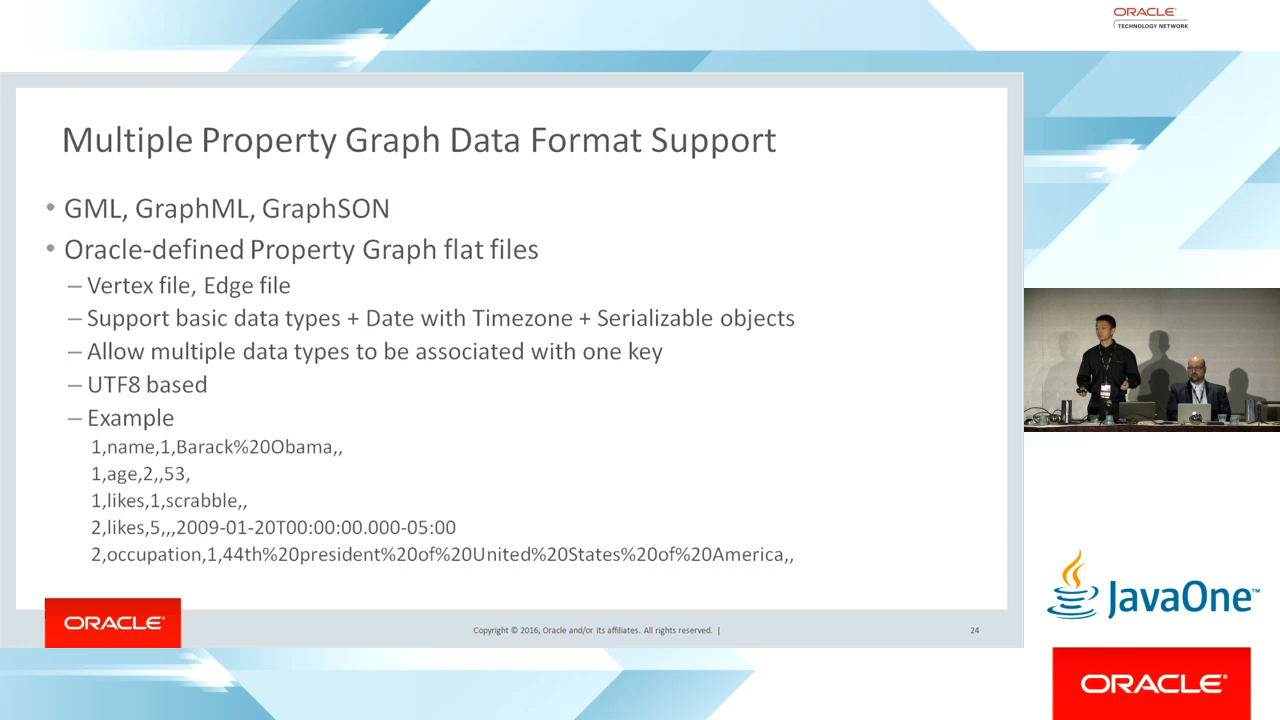 ORACLE
TECHNOLOGY NETWORK
Multiple Property Graph Data Format Support
• GML, GraphML, GraphSON
• Oracle-defined Property Graph flat files
– Vertex file, Edge file
– Support basic data types + Date with Timezone + Serializable objects
– Allow multiple data types to be associated with one key
– UTF8 based
– Example
1,name,1,Barack%20Obama,,
1,age,2,,53,
1,likes,1,scrabble,,
2,likes,5,,,2009-01-20T00:00:00.000-05:00
2,occupation,1,44th%20president%20of%20United%20States%20of%20America,,
ORACLE®
Copyright © 2016, Oracle and/or its affiliates. All rights reserved. |
24
JavaOne™
ORACLE®